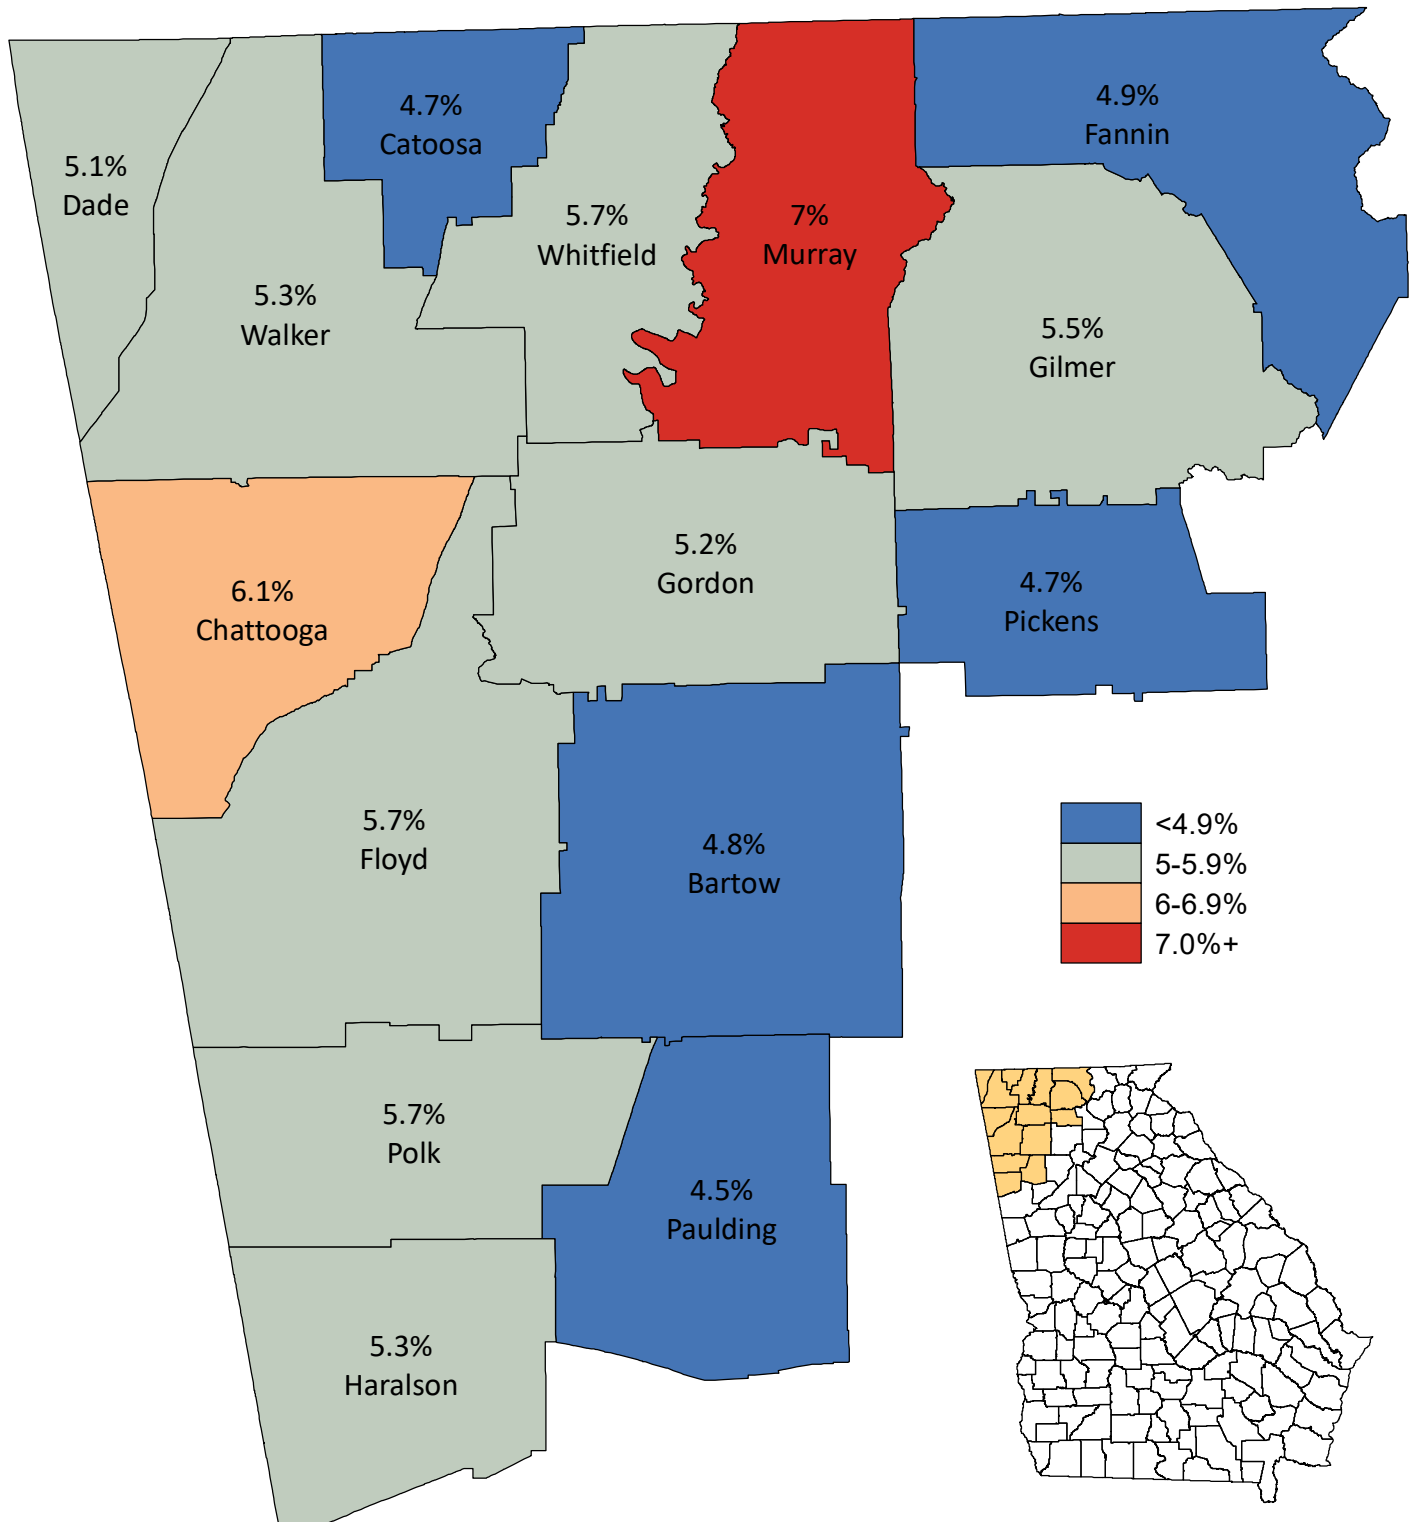 4.7%
Catoosa
4.9%
Fannin
5.1%
Dade
5.7%
Whitfield
7%
Murray
5.3%
Walker
5.5%
Gilmer
6.1%
Chattooga
5.2%
Gordon
4.7%
Pickens
5.7%
Floyd
4.8%
Bartow
<4.9%
5-5.9%
6-6.9%
7.0%+
5.7%
Polk
4.5%
Paulding
5.3%
Haralson